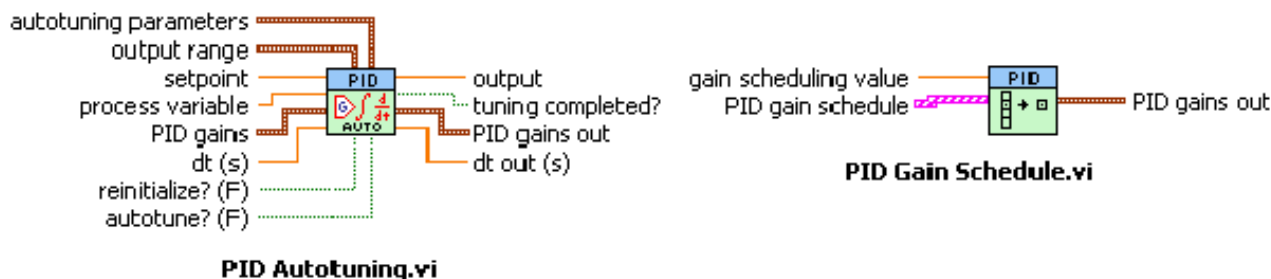 autotuning parameters
output range
setpoint
process variable
PID gains
dt (s)
reinitialize? (F)
autotune? (F)
PID
G ∫ d/dt
AUTO
output
tuning completed?
PID gains out
dt out (s)
PID Autotuning.vi
gain scheduling value
PID gain schedule
PID
PID gains out
PID Gain Schedule.vi